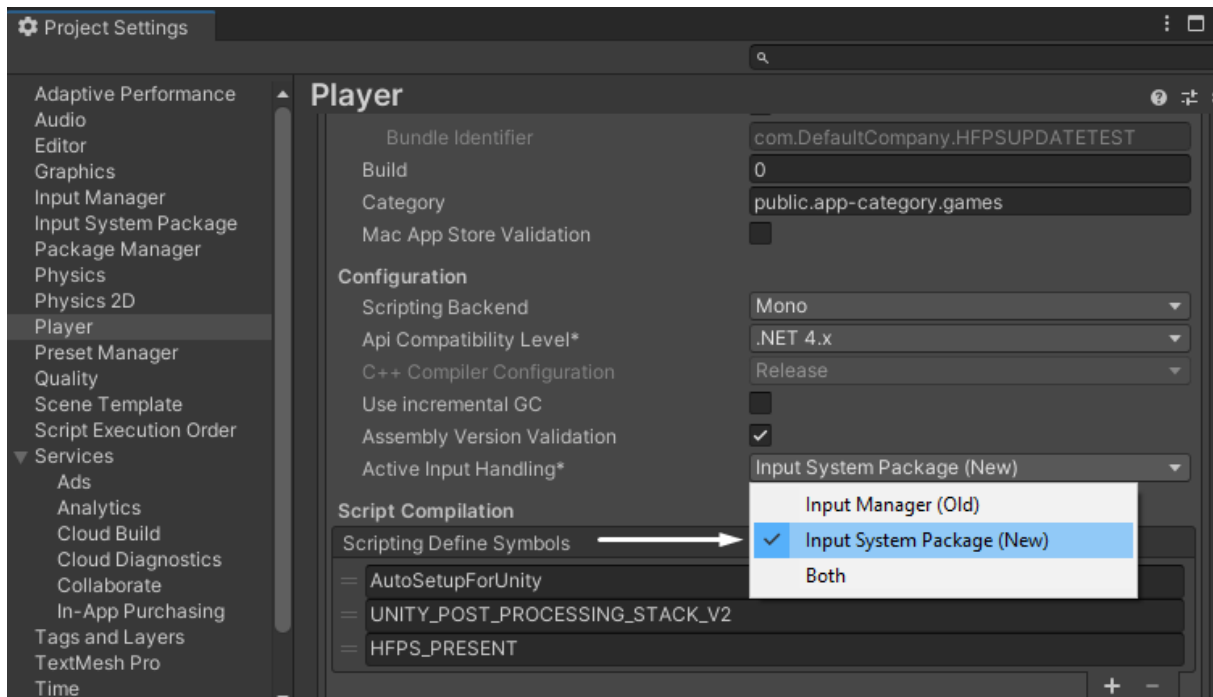 Project Settings
Adaptive Performance
Audio
Editor
Graphics
Input Manager
Input System Package
Package Manager
Physics
Physics 2D
Player
Preset Manager
Quality
Scene Template
Script Execution Order
Services
Ads
Analytics
Cloud Build
Cloud Diagnostics
Collaborate
In-App Purchasing
Tags and Layers
TextMesh Pro
Time
Player
Bundle Identifier com.DefaultCompany.HFPSUPDATETEST
Build 0
Category public.app-category.games
Mac App Store Validation
Configuration
Scripting Backend Mono
Api Compatibility Level* .NET 4.x
C++ Compiler Configuration Release
Use incremental GC
Assembly Version Validation
Active Input Handling* Input System Package (New)
Input Manager (Old)
Input System Package (New)
Both
Script Compilation
Scripting Define Symbols
AutoSetupForUnity
UNITY_POST_PROCESSING_STACK_V2
HFPS_PRESENT